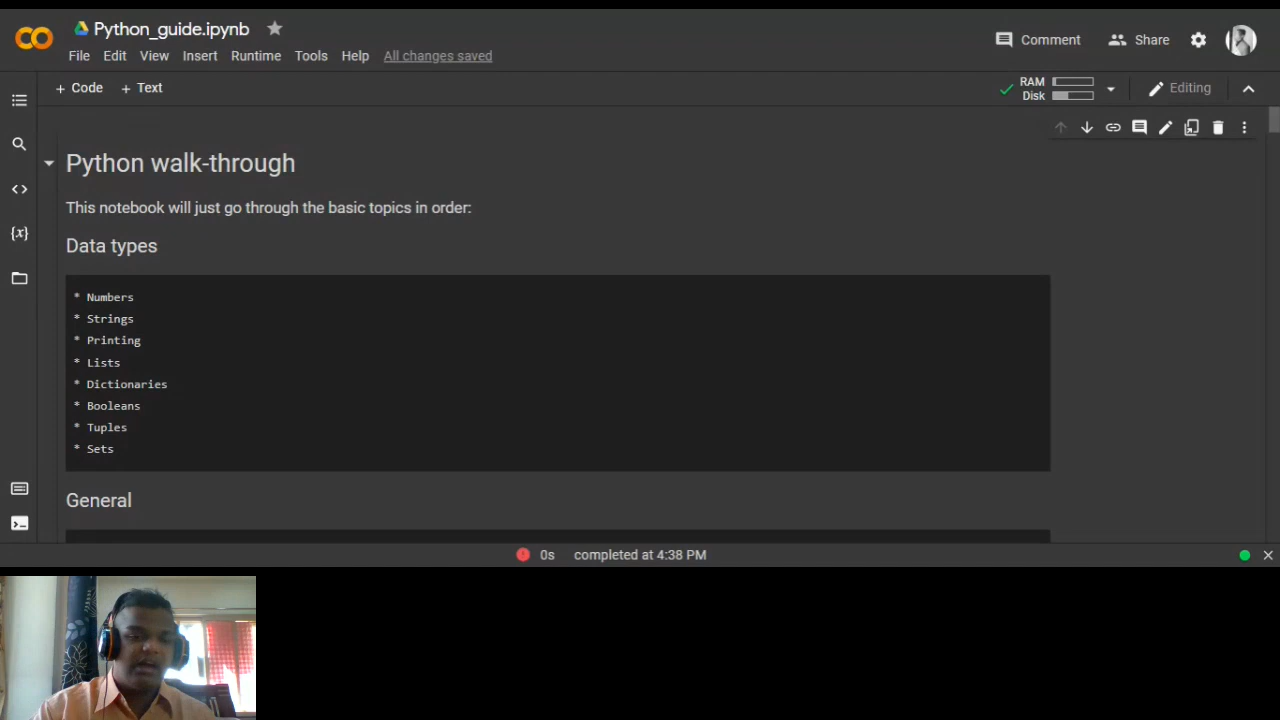 Python_guide.ipynb
File Edit View Insert Runtime Tools Help All changes saved
Comment Share
+ Code + Text
RAM
Disk
Editing
Python walk-through
This notebook will just go through the basic topics in order:
Data types
* Numbers
* Strings
* Printing
* Lists
* Dictionaries
* Booleans
* Tuples
* Sets
General
0s completed at 4:38 PM